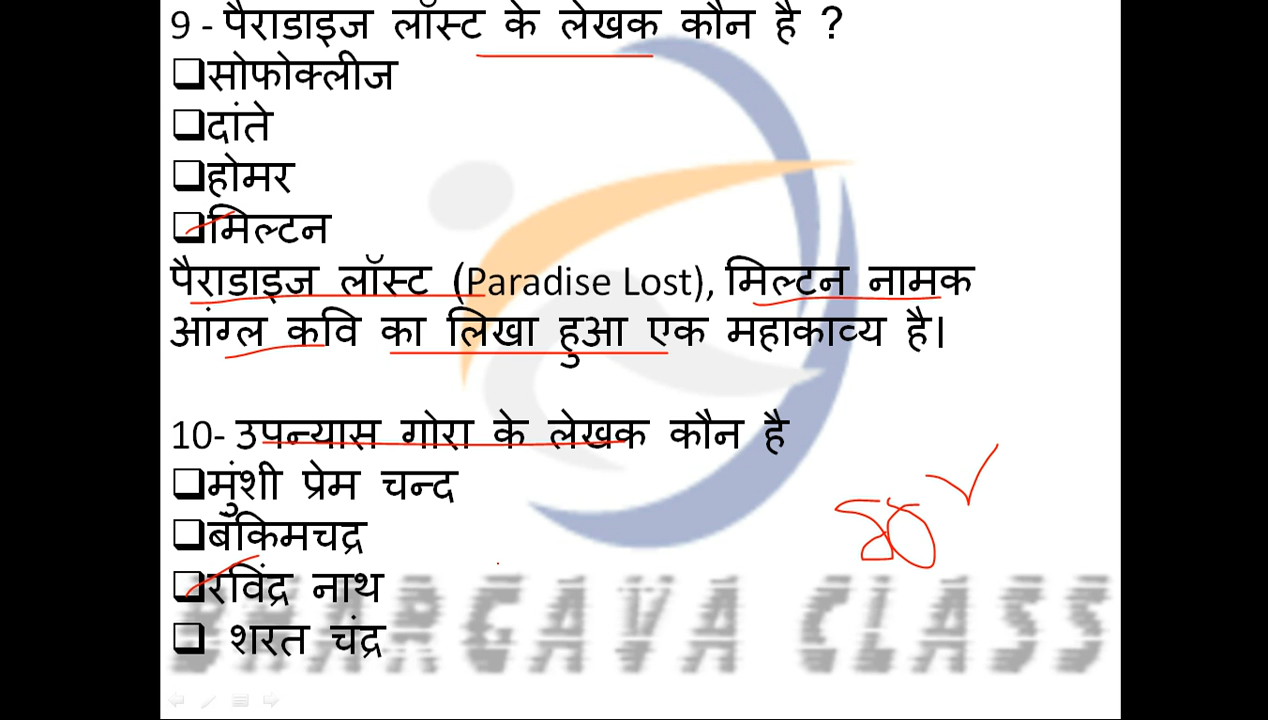 9 - पैराडाइज लॉस्ट के लेखक कौन है ?
❑सोफोक्लीज
❑दांते
❑होमर
❑मिल्टन
पैराडाइज लॉस्ट (Paradise Lost), मिल्टन नामक
आंग्ल कवि का लिखा हुआ एक महाकाव्य है।
10- उपन्यास गोरा के लेखक कौन है
❑मुंशी प्रेम चन्द
❑बंकिमचद्र
❑रविंद्र नाथ
❑ शरत चंद्र
BHARGAVA CLASS